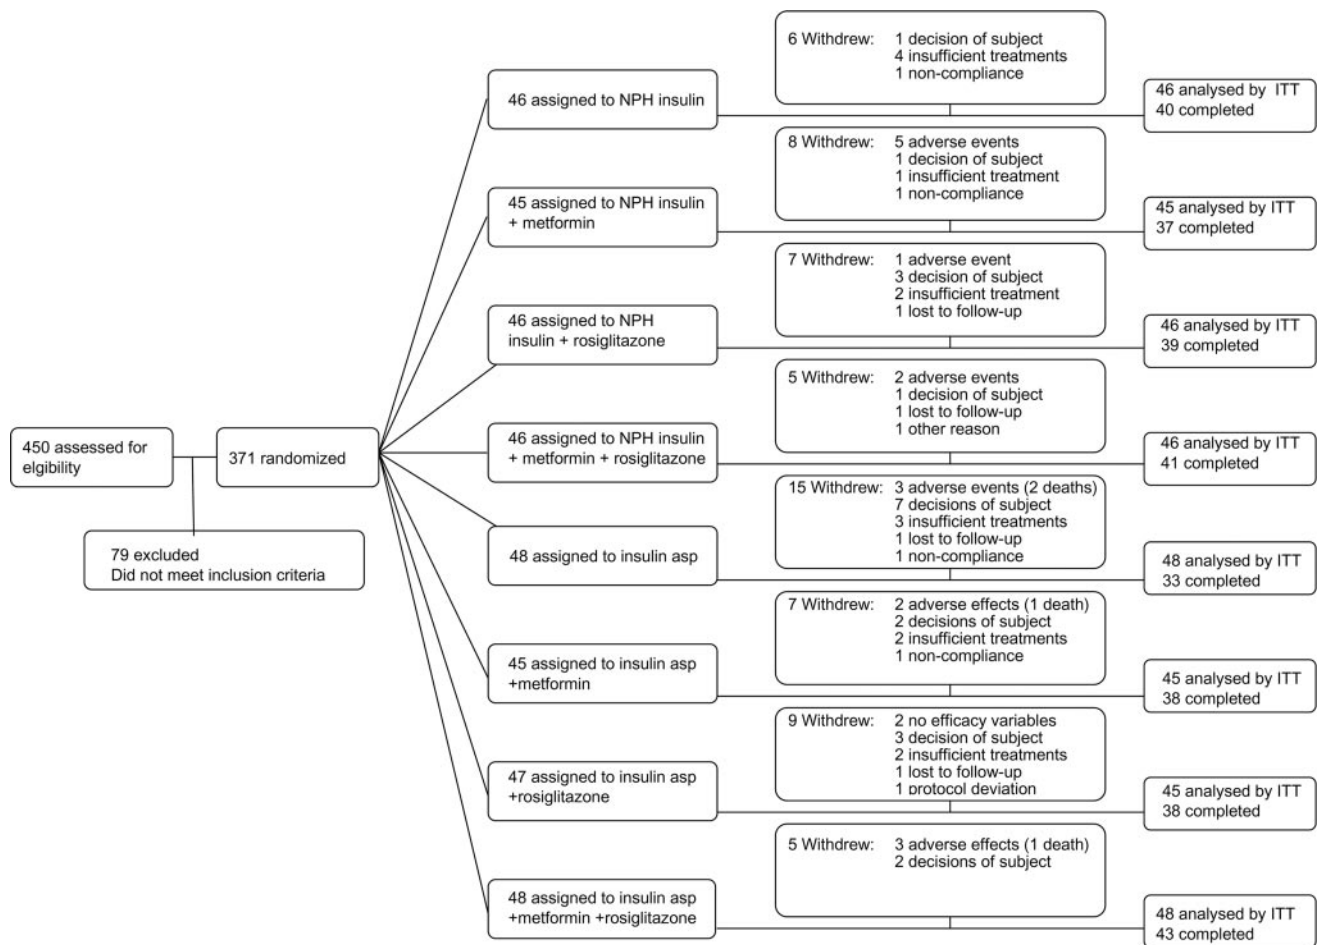 450 assessed for
elgibility
371 randomized
79 excluded
Did not meet inclusion criteria
46 assigned to NPH insulin
6 Withdrew: 1 decision of subject
4 insufficient treatments
1 non-compliance
46 analysed by ITT
40 completed
45 assigned to NPH insulin
+ metformin
8 Withdrew: 5 adverse events
1 decision of subject
1 insufficient treatment
1 non-compliance
45 analysed by ITT
37 completed
46 assigned to NPH
insulin + rosiglitazone
7 Withdrew: 1 adverse event
3 decision of subject
2 insufficient treatment
1 lost to follow-up
46 analysed by ITT
39 completed
46 assigned to NPH insulin
+ metformin + rosiglitazone
5 Withdrew: 2 adverse events
1 decision of subject
1 lost to follow-up
1 other reason
46 analysed by ITT
41 completed
48 assigned to insulin asp
15 Withdrew: 3 adverse events (2 deaths)
7 decisions of subject
3 insufficient treatments
1 lost to follow-up
1 non-compliance
48 analysed by ITT
33 completed
45 assigned to insulin asp
+metformin
7 Withdrew: 2 adverse effects (1 death)
2 decisions of subject
2 insufficient treatments
1 non-compliance
45 analysed by ITT
38 completed
47 assigned to insulin asp
+rosiglitazone
9 Withdrew: 2 no efficacy variables
3 decision of subject
2 insufficient treatments
1 lost to follow-up
1 protocol deviation
45 analysed by ITT
38 completed
48 assigned to insulin asp
+metformin +rosiglitazone
5 Withdrew: 3 adverse effects (1 death)
2 decisions of subject
48 analysed by ITT
43 completed